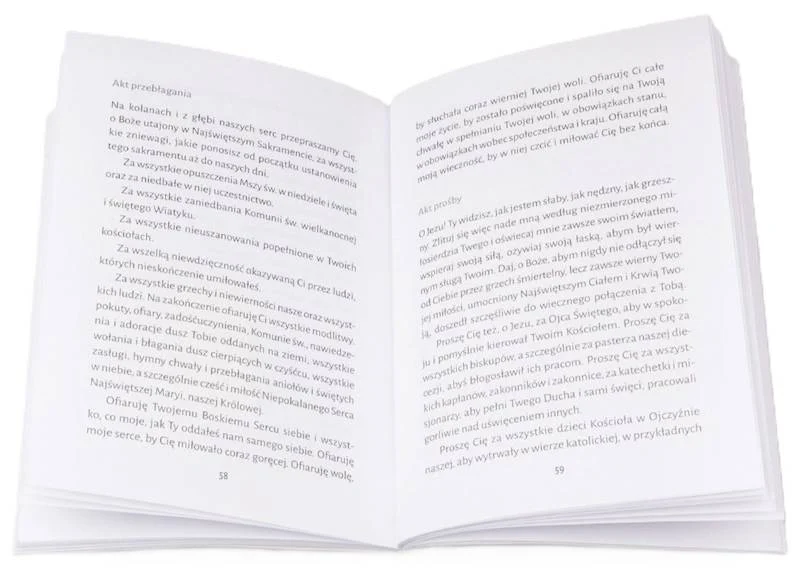 Akt przebłagania
Na kolanach i z głębi naszych serc przepraszamy Cię,
o Boże utajony w Najświętszym Sakramencie, za wszyst-
kie zniewagi, jakie ponosisz od początku ustanowienia
tego sakramentu aż do naszych dni.
Za wszystkie opuszczenia Mszy św. w niedziele i święta
oraz za niedbałe w niej uczestnictwo.
Za wszystkie zaniedbania Komunii św. wielkanocnej
i świętego Wiatyku.
Za wszystkie nieuszanowania popełnione w Twoich
kościołach.
Za wszelką niewdzięczność okazywaną Ci przez ludzi,
których nieskończenie umiłowałeś.
Za wszystkie grzechy i niewierności nasze oraz wszyst-
kich ludzi. Na zakończenie ofiaruję Ci wszystkie modlitwy,
pokuty, ofiary, zadośćuczynienia, Komunie św., nawiedze-
nia i adoracje dusz Tobie oddanych na ziemi, wszystkie
wołania i błagania dusz cierpiących w czyśćcu, wszystkie
zasługi, hymny chwały i przebłagania aniołów i świętych
w niebie, a szczególnie cześć i miłość Niepokalanego Serca
Najświętszej Maryi, naszej Królowej.
Ofiaruję Twojemu Boskiemu Sercu siebie i wszyst-
ko, co moje, jak Ty oddałeś nam samego siebie. Ofiaruję
moje serce, by Cię miłowało coraz goręcej. Ofiaruję wolę,
58
by słuchała coraz wierniej Twojej woli. Ofiaruję Ci całe
moje życie, by zostało poświęcone i spaliło się na Twoją
chwałę w spełnianiu Twojej woli, w obowiązkach stanu,
w obowiązkach wobec społeczeństwa i kraju. Ofiaruję całą
moją wieczność, by w niej czcić i miłować Cię bez końca.
Akt prośby
O Jezu! Ty widzisz, jak jestem słaby, jak nędzny, jak grzesz-
ny. Zlituj się więc nade mną według niezmierzonego mi-
łosierdzia Twego i oświecaj mnie zawsze swoim światłem,
wspieraj swoją siłą, ożywiaj swoją łaską, abym był wier-
nym sługą Twoim. Daj, o Boże, abym nigdy nie odłączył się
od Ciebie przez grzech śmiertelny, lecz zawsze wierny Two-
jej miłości, umocniony Najświętszym Ciałem i Krwią Two-
ją, doszedł szczęśliwie do wiecznego połączenia z Tobą.
Proszę Cię też, o Jezu, za Ojca Świętego, aby w spoko-
ju i pomyślnie kierował Twoim Kościołem. Proszę Cię za
wszystkich biskupów, a szczególnie za pasterza naszej die-
cezji, abyś błogosławił ich pracom. Proszę Cię za wszyst-
kich kapłanów, zakonników i zakonnice, za katechetki i mi-
sjonarzy, aby pełni Twego Ducha i sami święci, pracowali
gorliwie nad uświęceniem innych.
Proszę Cię za wszystkie dzieci Kościoła w Ojczyźnie
naszej, aby wytrwały w wierze katolickiej, w przykładnych
59